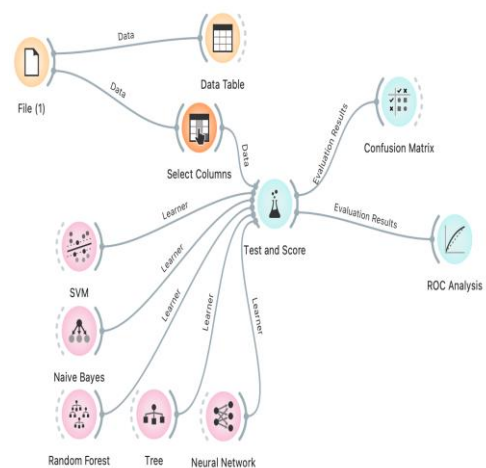 Data
Data Table
File (1)
Data
Select Columns
Data
Evaluation Results
Confusion Matrix
Learner
Test and Score
Evaluation Results
ROC Analysis
SVM
Learner
Naive Bayes
Learner
Learner
Learner
Random Forest
Tree
Neural Network